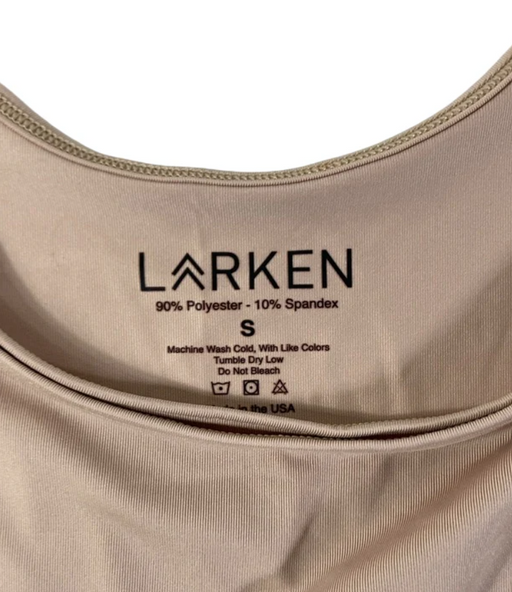 LARKEN
90% Polyester - 10% Spandex
S
Machine Wash Cold, With Like Colors
Tumble Dry Low
Do Not Bleach
in the USA